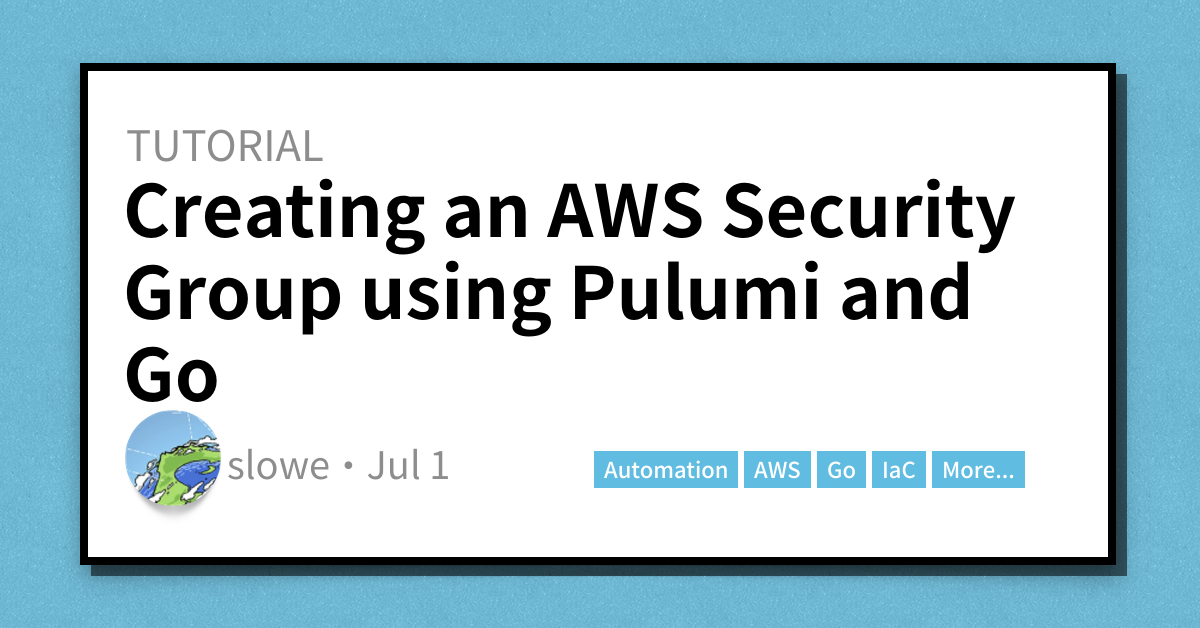 TUTORIAL
Creating an AWS Security
Group using Pulumi and
Go
slowe • Jul 1
Automation AWS Go IaC More...